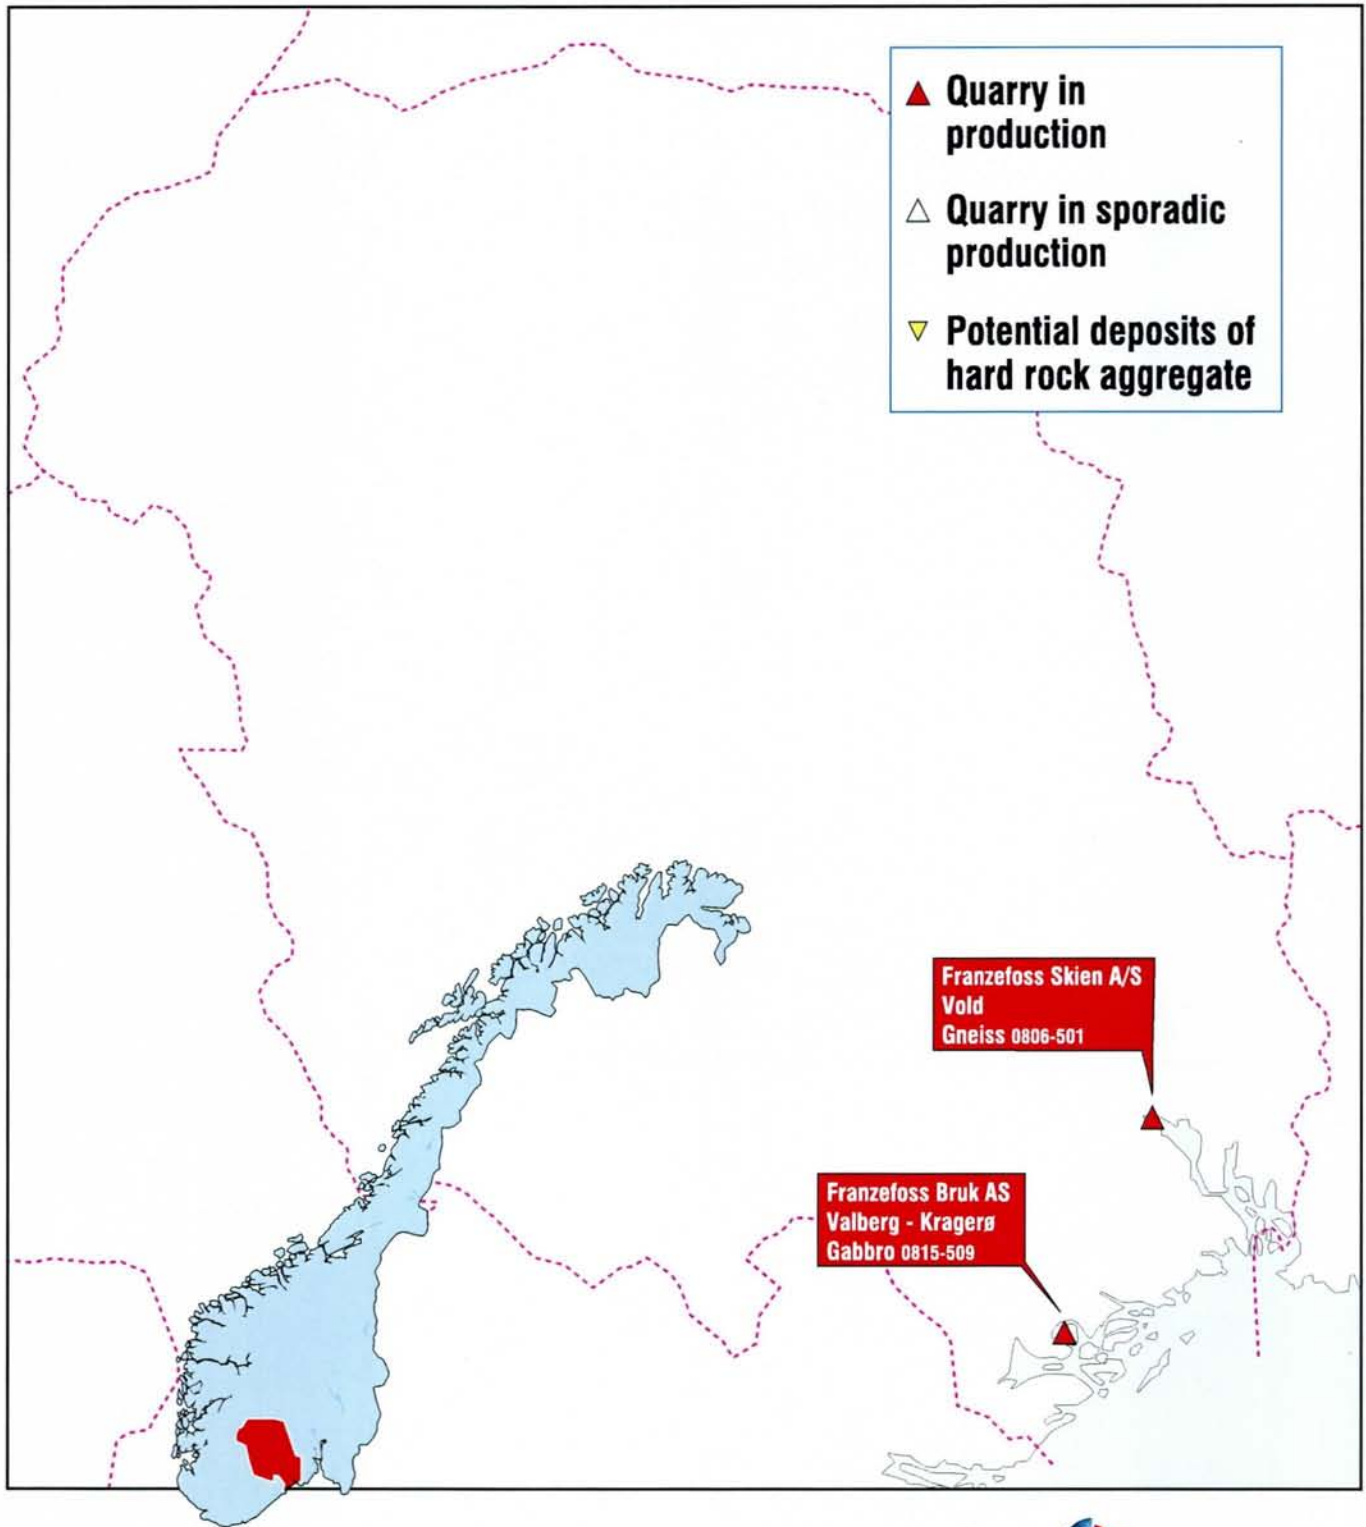 Quarry in
production
Quarry in sporadic
production
Potential deposits of
hard rock aggregate
Franzefoss Skien A/S
Vold
Gneiss 0806-501
Franzefoss Bruk AS
Valberg - Kragerø
Gabbro 0815-509